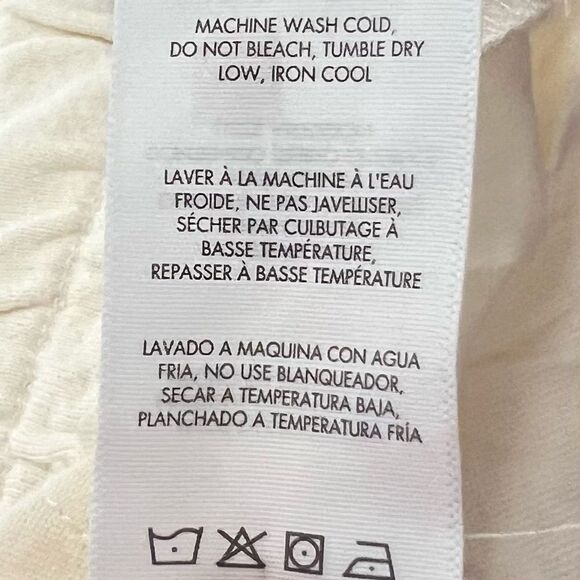 MACHINE WASH COLD,
DO NOT BLEACH, TUMBLE DRY
LOW, IRON COOL
LAVER À LA MACHINE À L'EAU
FROIDE, NE PAS JAVELLISER,
SÉCHER PAR CULBUTAGE À
BASSE TEMPÉRATURE,
REPASSER À BASSE TEMPÉRATURE
LAVADO A MAQUINA CON AGUA
FRIA, NO USE BLANQUEADOR,
SECAR A TEMPERATURA BAJA,
PLANCHADO A TEMPERATURA FRÍA